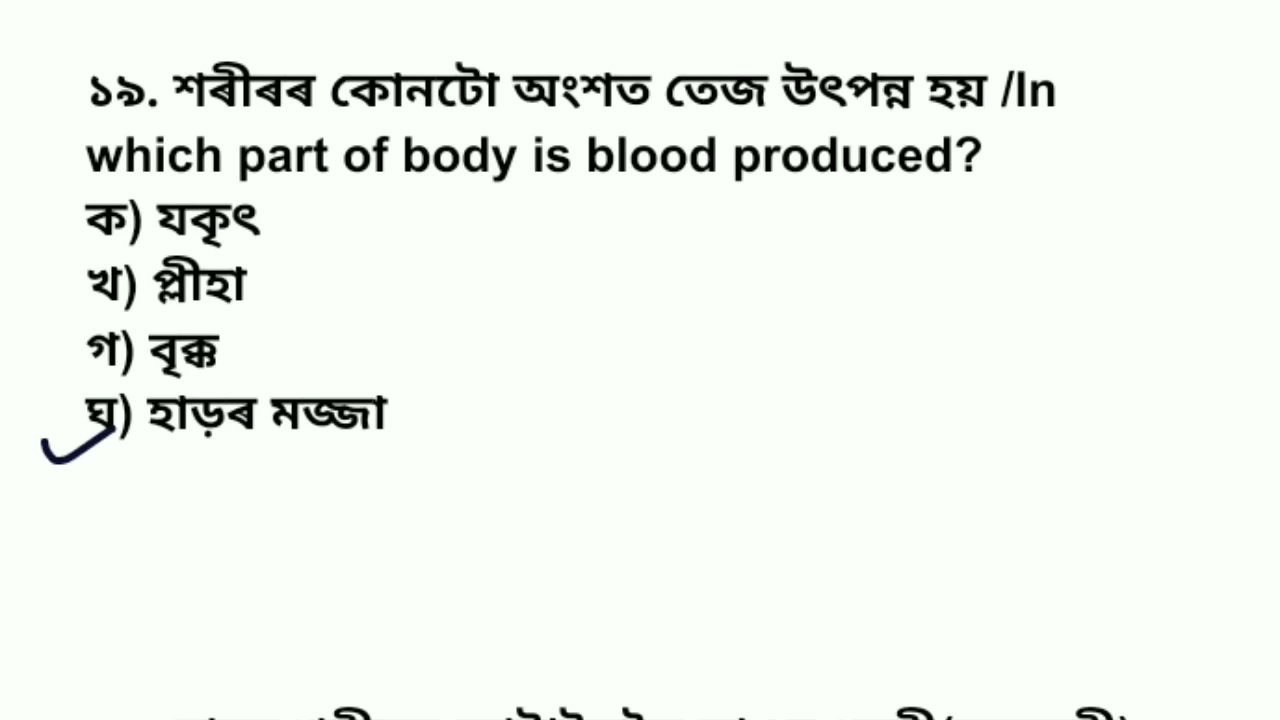 ১৯. শৰীৰৰ কোনটো অংশত তেজ উৎপন্ন হয় /In
which part of body is blood produced?
ক) যকৃৎ
খ) প্লীহা
গ) বৃক্ক
ঘ) হাড়ৰ মজ্জা